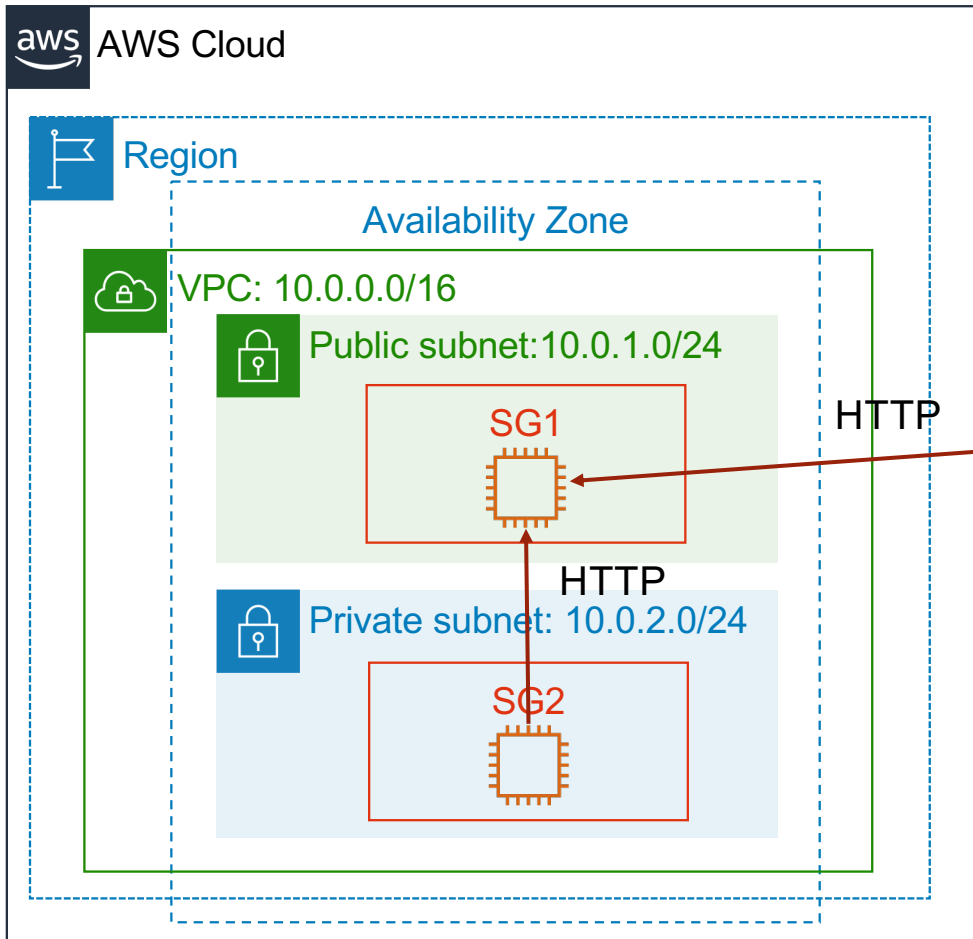 aws
AWS Cloud
Region
Availability Zone
VPC: 10.0.0.0/16
Public subnet:10.0.1.0/24
SG1
HTTP
HTTP
Private subnet: 10.0.2.0/24
SG2